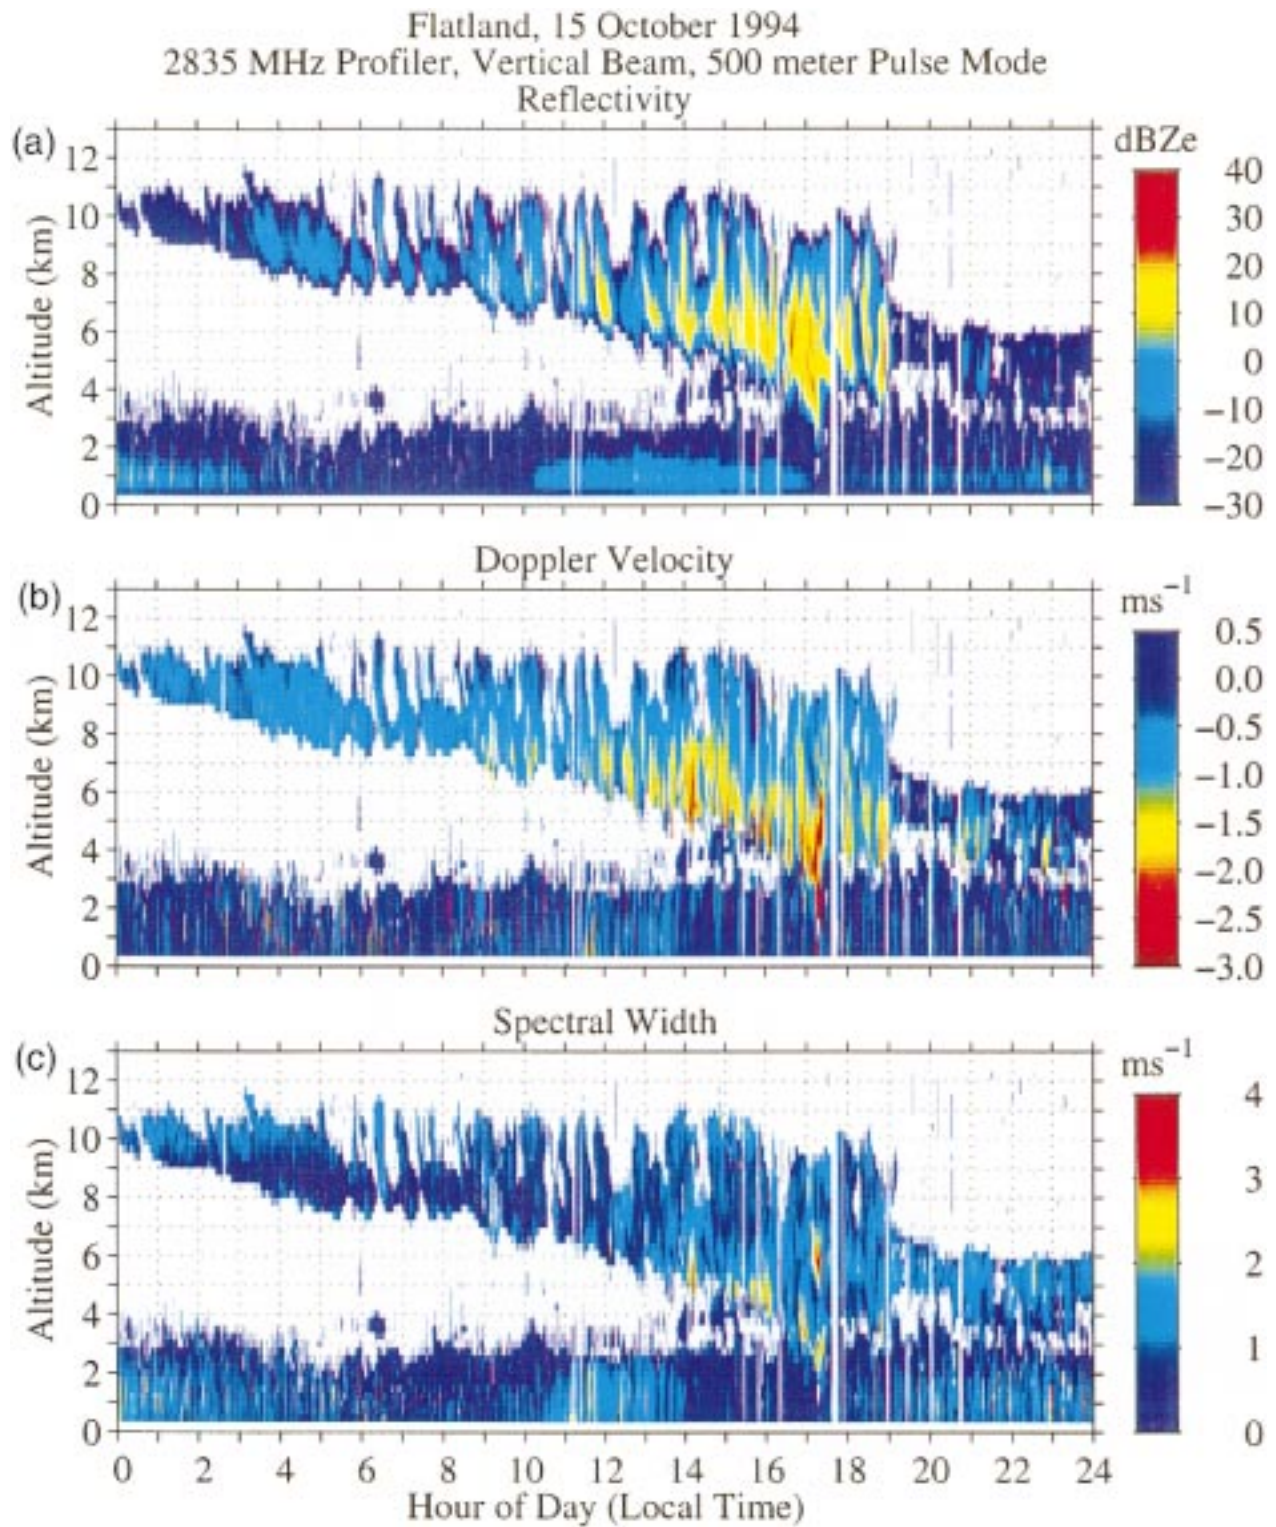 Flatland, 15 October 1994
2835 MHz Profiler, Vertical Beam, 500 meter Pulse Mode
Reflectivity
(a)
Altitude (km)
12
10
8
6
4
2
0
dBZe
40
30
20
10
0
−10
−20
−30
Doppler Velocity
(b)
Altitude (km)
12
10
8
6
4
2
0
ms⁻¹
0.5
0.0
−0.5
−1.0
−1.5
−2.0
−2.5
−3.0
Spectral Width
(c)
Altitude (km)
12
10
8
6
4
2
0
ms⁻¹
4
3
2
1
0
0 2 4 6 8 10 12 14 16 18 20 22 24
Hour of Day (Local Time)